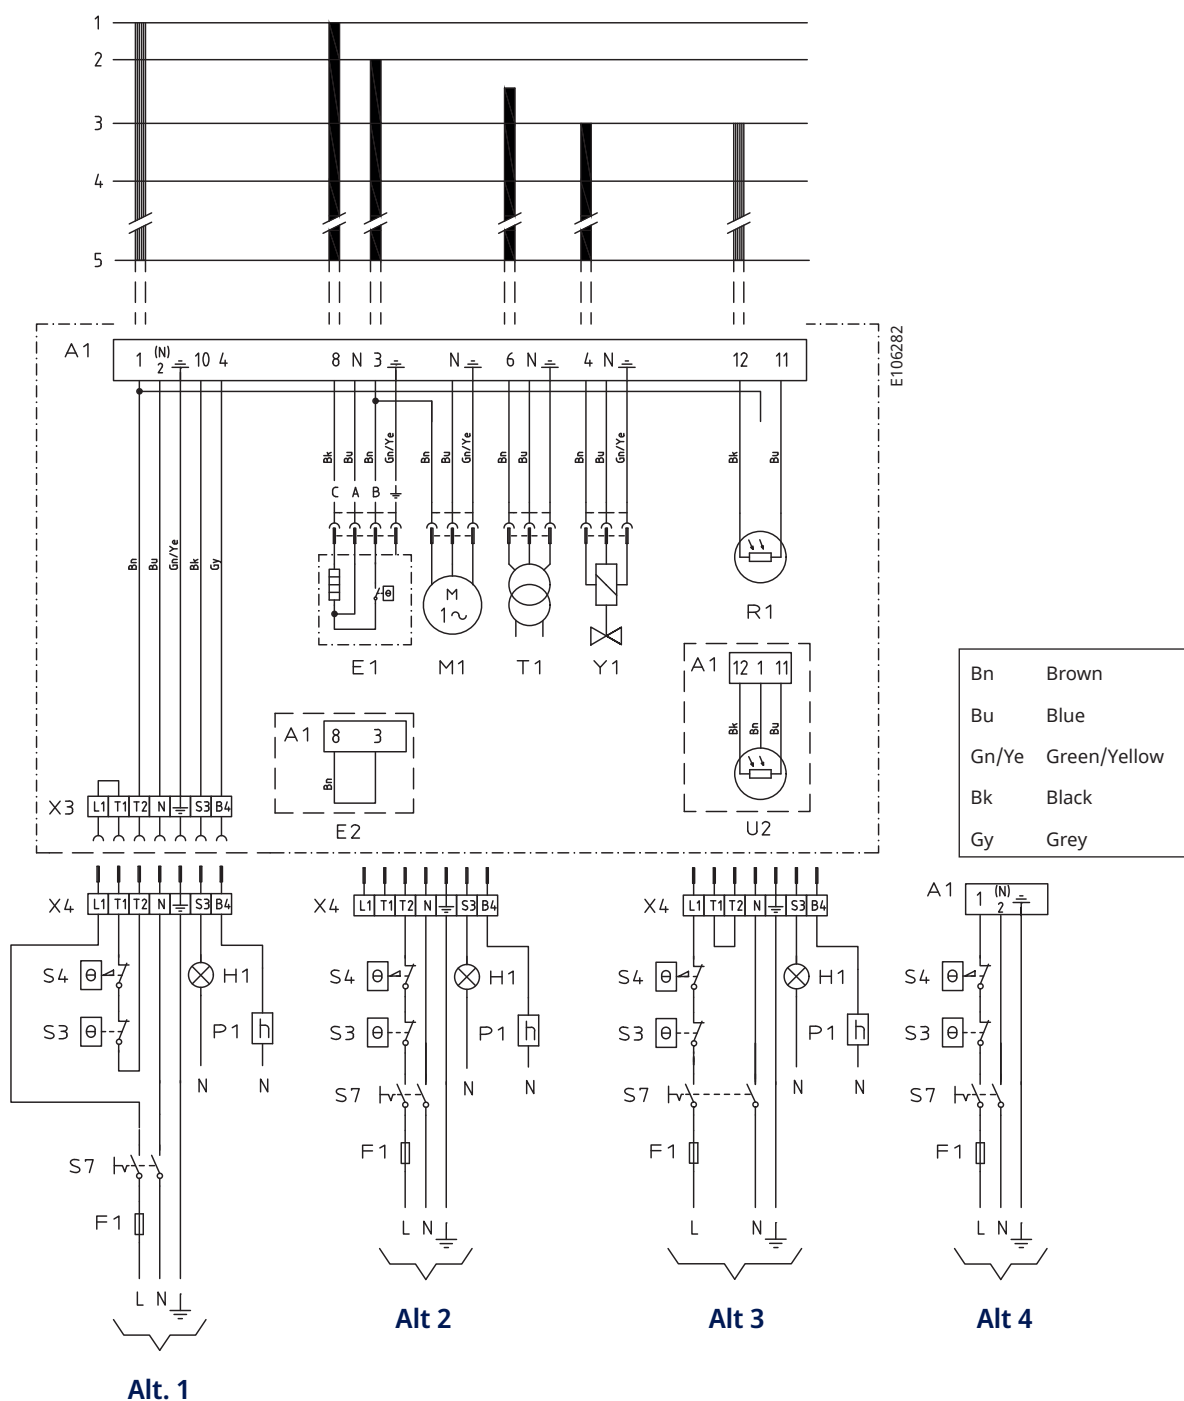 1
2
3
4
5
E106282
A1
1 (N) 2 10 4 8 N 3 N 6 N 4 N 12 11
Bk Bu Bn Gn/Ye Bn Bu Gn/Ye Bn Bu Bn Bu Gn/Ye Bk Bu
C A B
Bn Bu Gn/Ye Bk Gy
θ
M
1~
R1
E1 M1 T1 Y1
A1
12 1 11
Bk Bn Bu
U2
A1
8 3
Bn
E2
X3
L1 T1 T2 N S3 B4
Bn Brown
Bu Blue
Gn/Ye Green/Yellow
Bk Black
Gy Grey
X4
L1 T1 T2 N S3 B4
S4 θ
H1
S3 θ
P1 h
N N
S7
F1
L N
Alt. 1
X4
L1 T1 T2 N S3 B4
S4 θ
H1
S3 θ
P1 h
N N
S7
F1
L N
Alt 2
X4
L1 T1 T2 N S3 B4
S4 θ
H1
S3 θ
P1 h
N N
S7
F1
L N
Alt 3
A1
1 (N) 2
S4 θ
S3 θ
S7
F1
L N
Alt 4